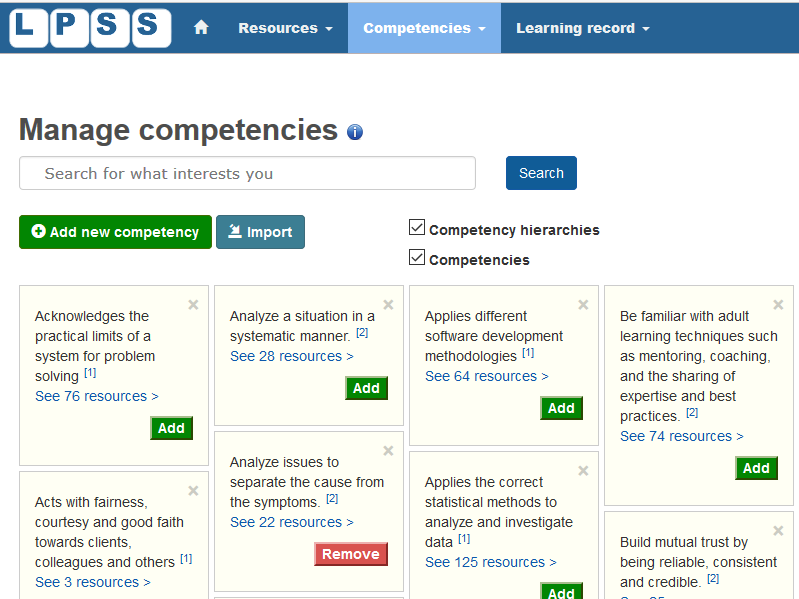 LPSS
Resources
Competencies
Learning record
Manage competencies
Search for what interests you
Search
Add new competency
Import
Competency hierarchies
Competencies
Acknowledges the
practical limits of a
system for problem
solving [1]
See 76 resources >
Add
Acts with fairness,
courtesy and good faith
towards clients,
colleagues and others [1]
See 3 resources >
Analyze a situation in a
systematic manner. [2]
See 28 resources >
Add
Analyze issues to
separate the cause from
the symptoms. [2]
See 22 resources >
Remove
Applies different
software development
methodologies [1]
See 64 resources >
Add
Applies the correct
statistical methods to
analyze and investigate
data [1]
See 125 resources >
Add
Be familiar with adult
learning techniques such
as mentoring, coaching,
and the sharing of
expertise and best
practices. [2]
See 74 resources >
Add
Build mutual trust by
being reliable, consistent
and credible. [2]